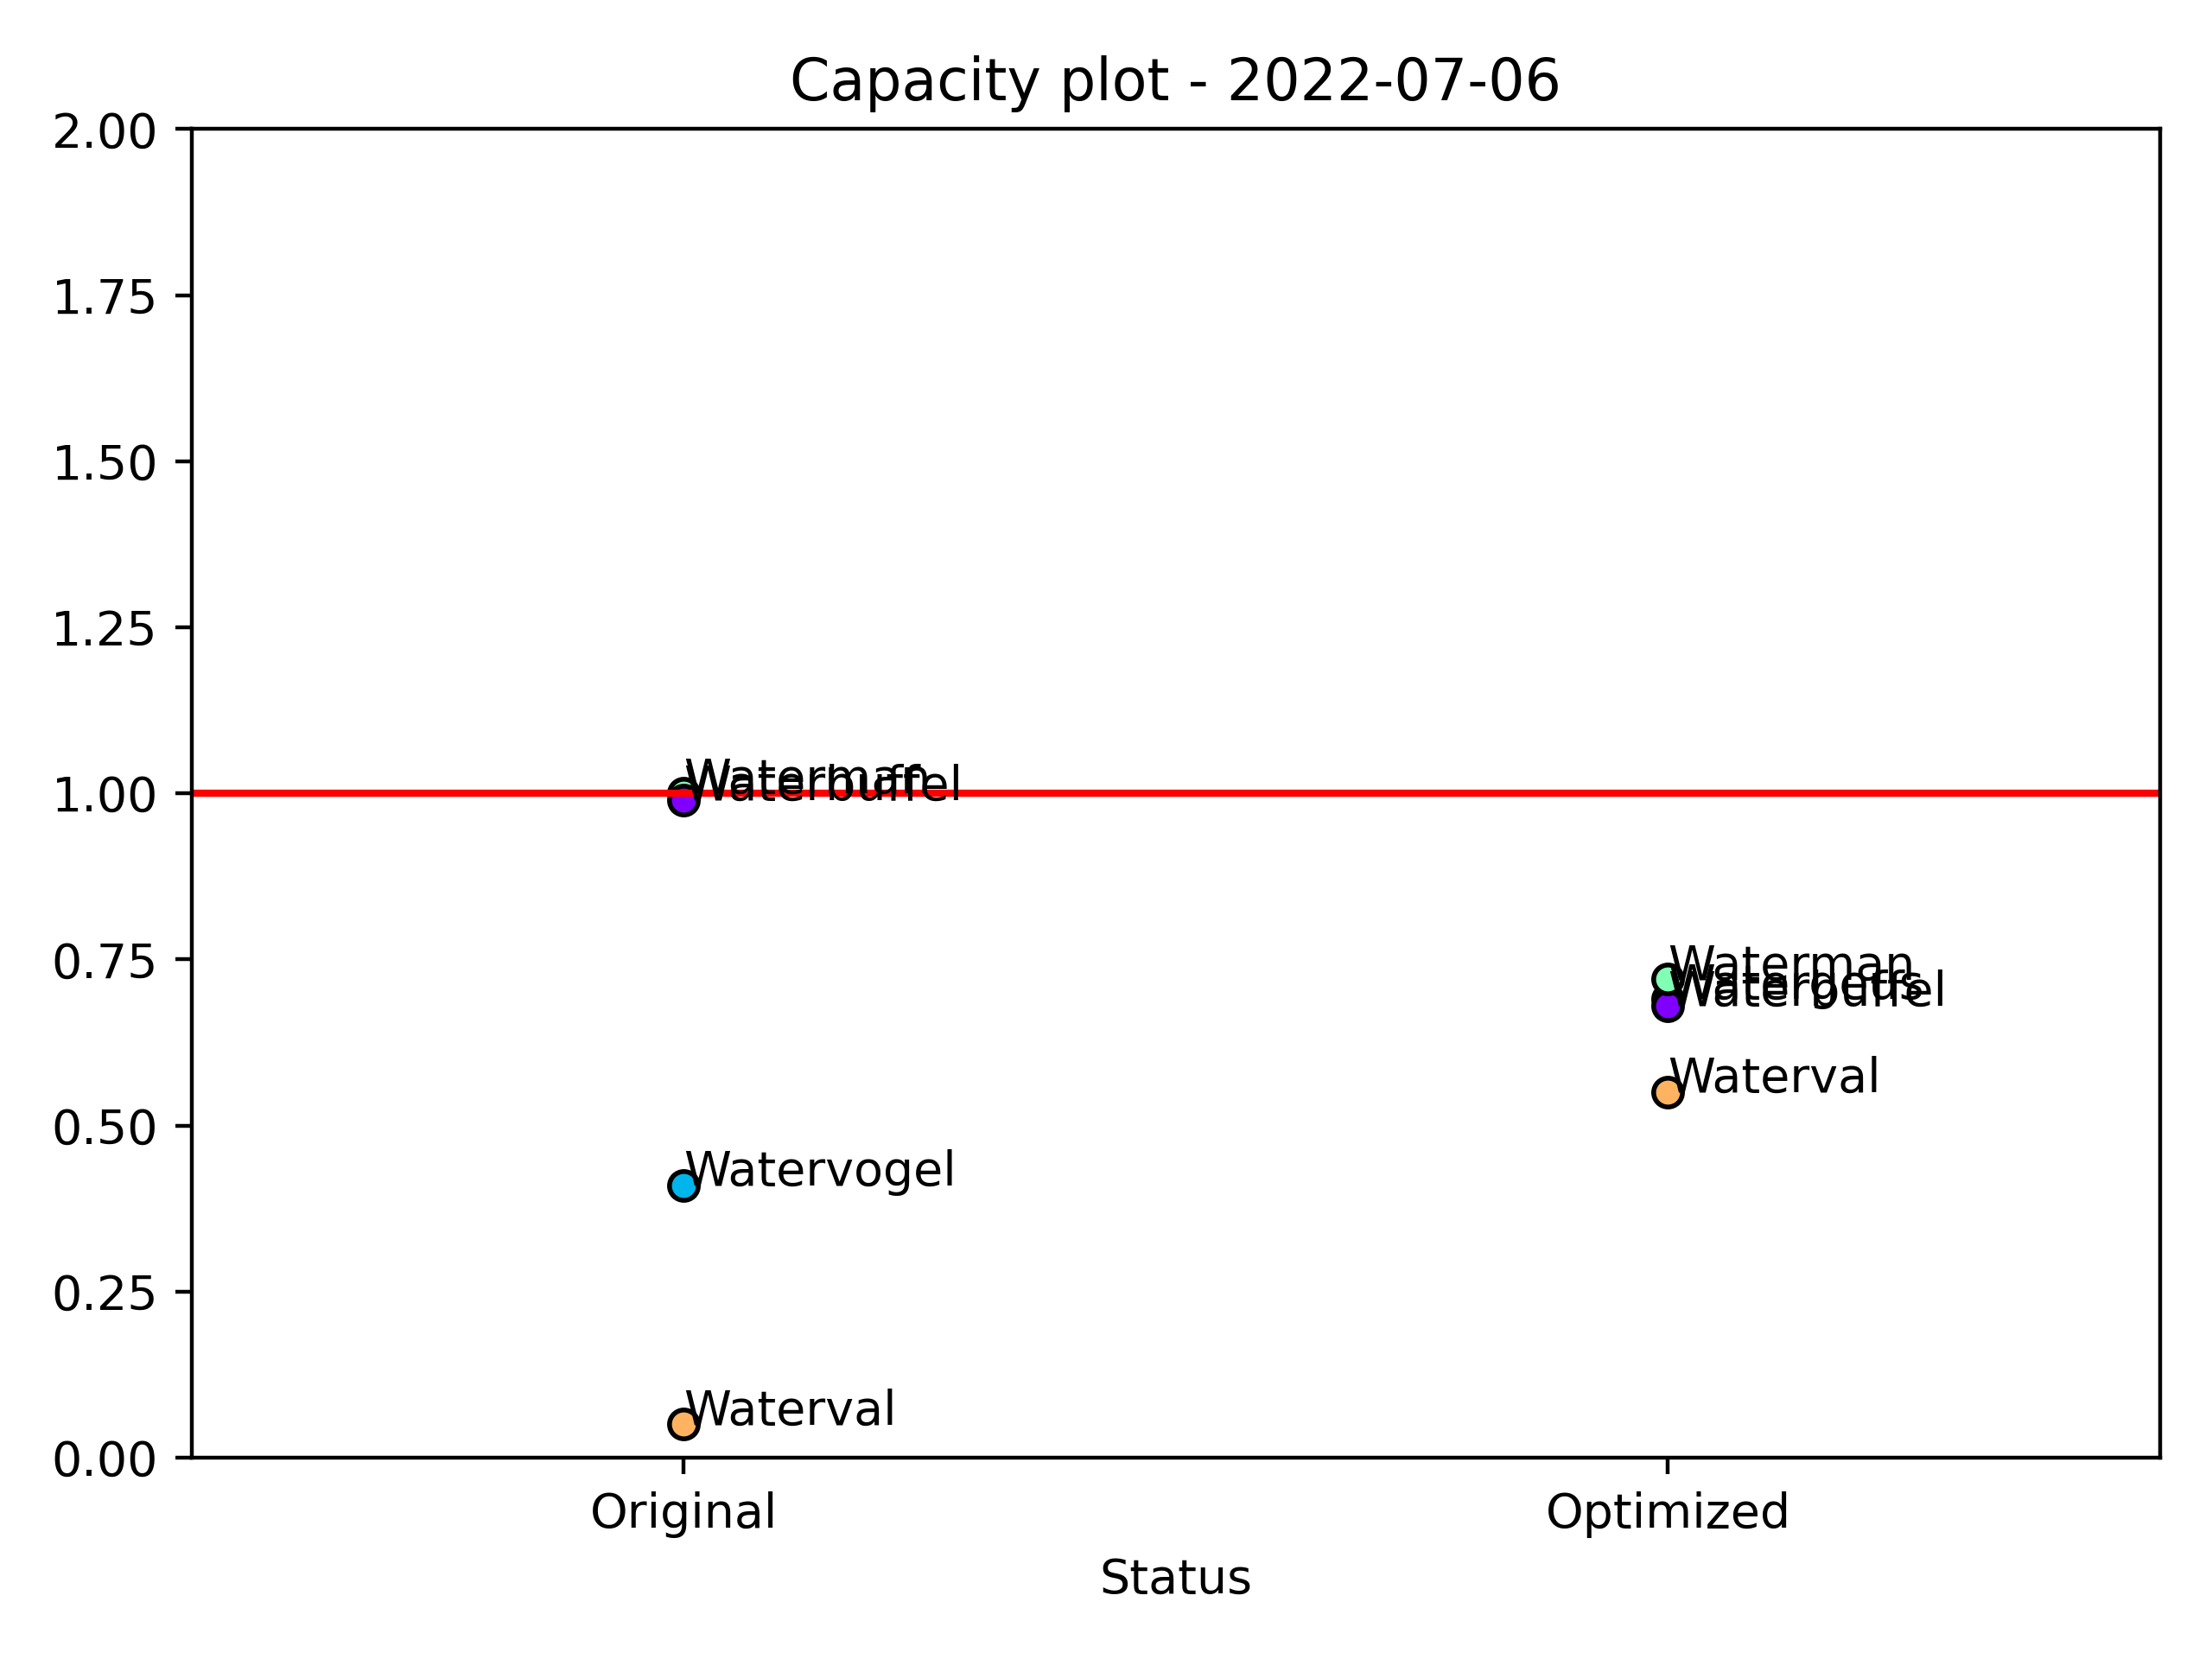 Capacity plot - 2022-07-06
2.00
1.75
1.50
1.25
1.00
0.75
0.50
0.25
0.00
Waterman
Waterbuffel
Watervogel
Waterval
Waterman
Waterbuffel
Waterval
Original
Optimized
Status